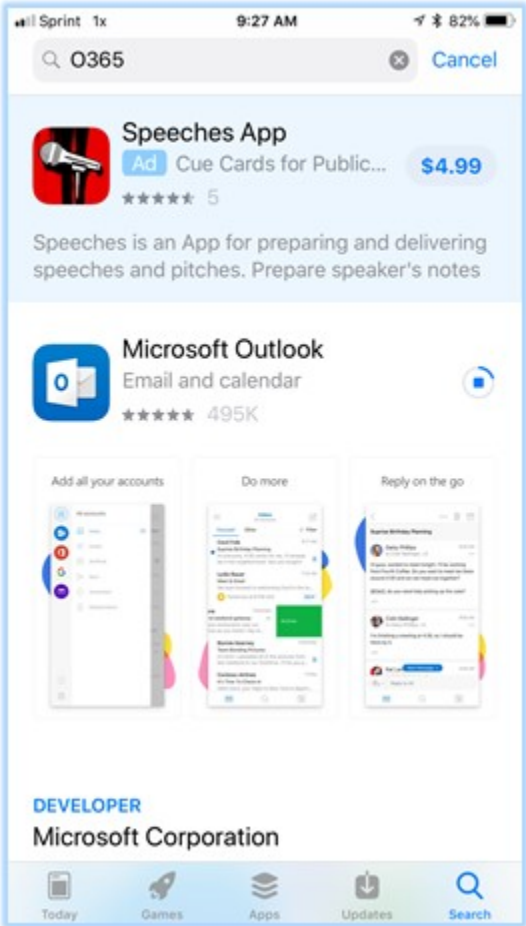 Sprint 1x 9:27 AM 82%
O365 Cancel
Speeches App
Ad Cue Cards for Public... $4.99
5
Speeches is an App for preparing and delivering
speeches and pitches. Prepare speaker's notes
Microsoft Outlook
Email and calendar
495K
Add all your accounts Do more Reply on the go
DEVELOPER
Microsoft Corporation
Today Games Apps Updates Search